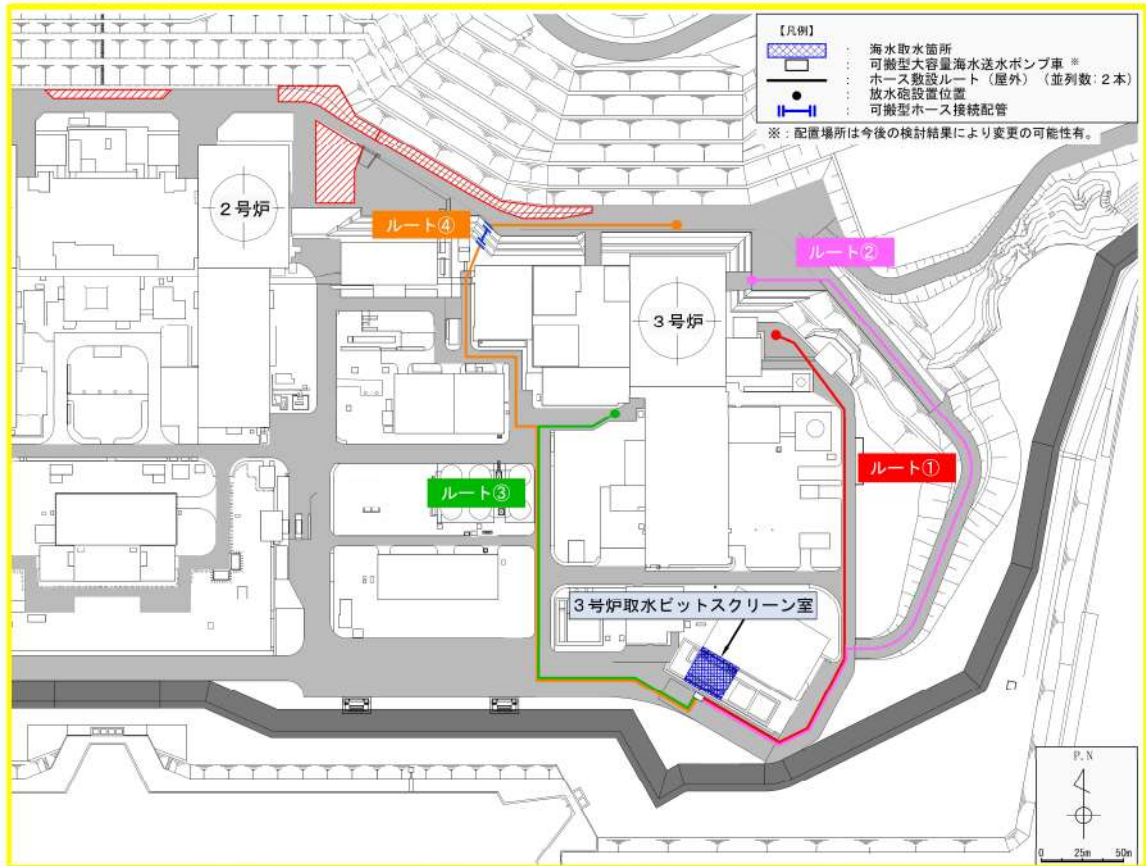 【凡例】
： 海水取水箇所
： 可搬型大容量海水送水ポンプ車 ※
： ホース敷設ルート（屋外）（並列数：2本）
： 放水砲設置位置
： 可搬型ホース接続配管
※：配置場所は今後の検討結果により変更の可能性有。
2号炉
ルート④
ルート②
3号炉
ルート①
ルート③
3号炉取水ピットスクリーン室
P.N
0 25m 50m